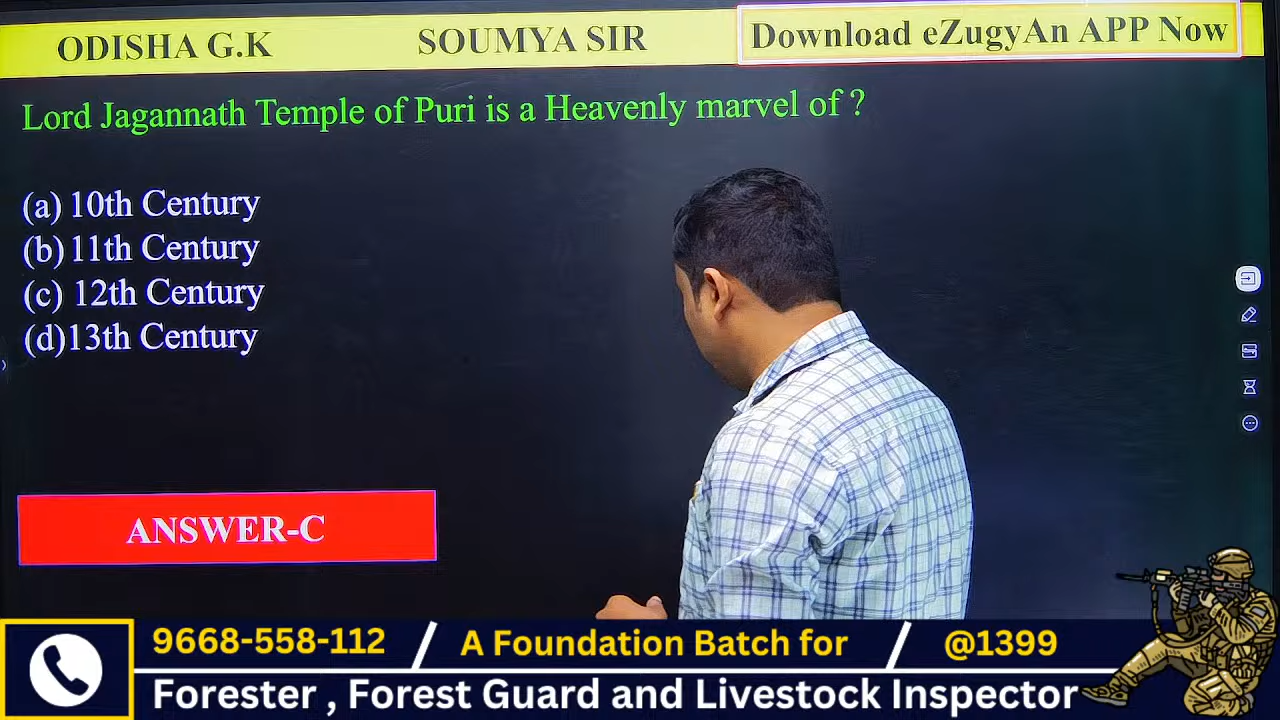 ODISHA G.K SOUMYA SIR Download eZugyAn APP Now
Lord Jagannath Temple of Puri is a Heavenly marvel of ?
(a) 10th Century
(b) 11th Century
(c) 12th Century
(d)13th Century
ANSWER-C
9668-558-112 / A Foundation Batch for / @1399
Forester , Forest Guard and Livestock Inspector